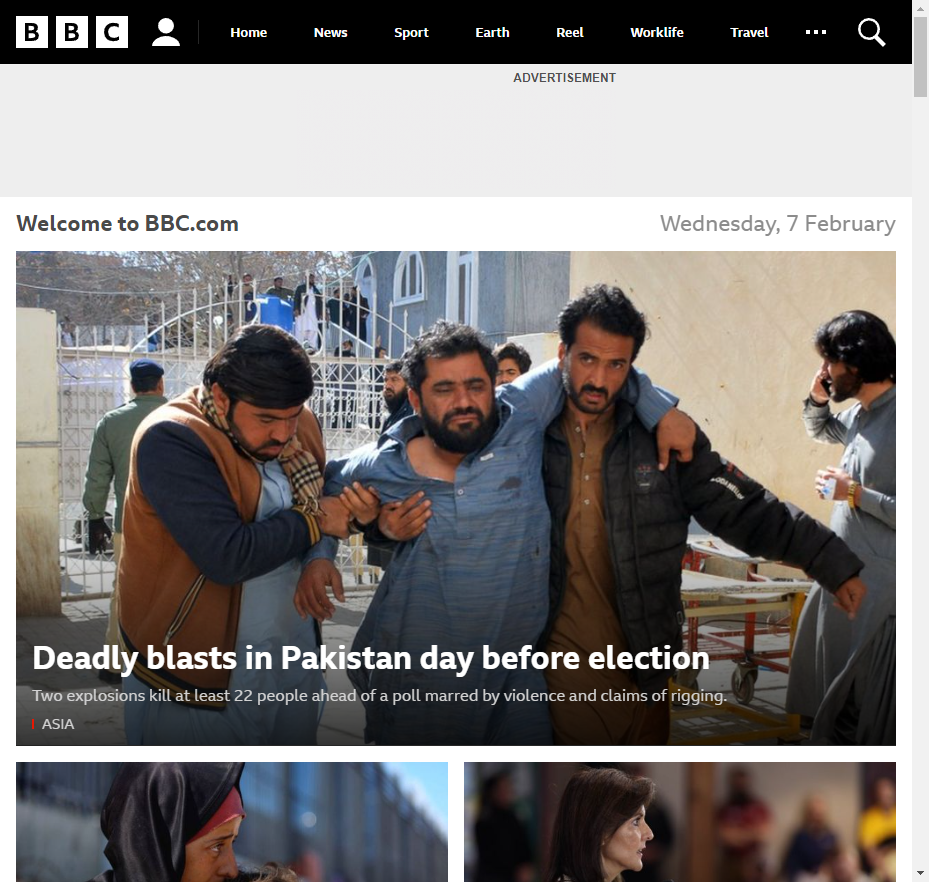 BBC
Home
News
Sport
Earth
Reel
Worklife
Travel
ADVERTISEMENT
Welcome to BBC.com
Wednesday, 7 February
Deadly blasts in Pakistan day before election
Two explosions kill at least 22 people ahead of a poll marred by violence and claims of rigging.
ASIA